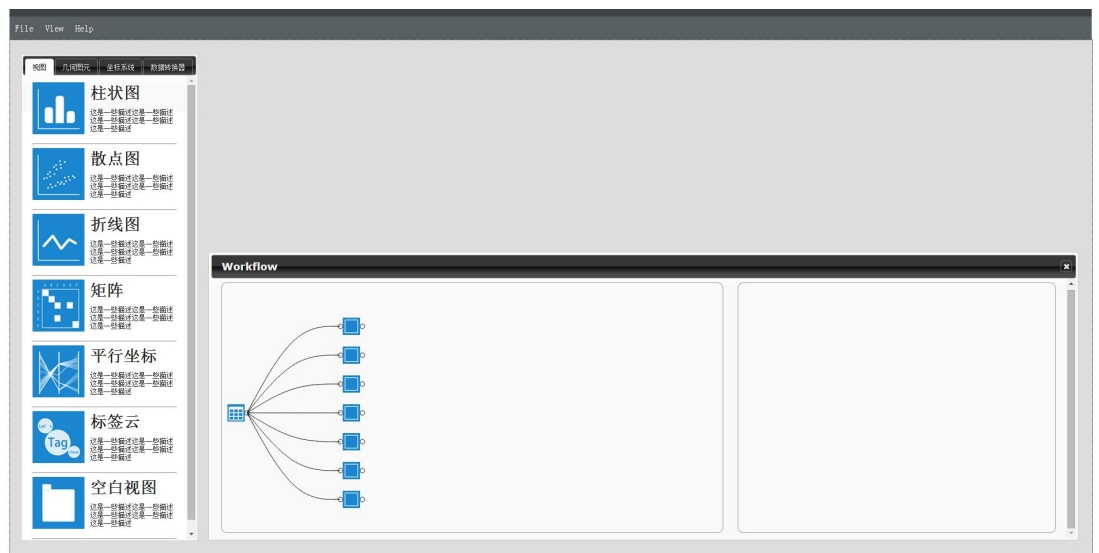 File View Help
视图 几何图元 坐标系统 数据转换器
柱状图
这是一些描述这是一些描述
这是一些描述这是一些描述
这是一些描述
散点图
这是一些描述这是一些描述
这是一些描述这是一些描述
这是一些描述
折线图
这是一些描述这是一些描述
这是一些描述这是一些描述
这是一些描述
矩阵
这是一些描述这是一些描述
这是一些描述这是一些描述
这是一些描述
平行坐标
这是一些描述这是一些描述
这是一些描述这是一些描述
这是一些描述
标签云
Tag
这是一些描述这是一些描述
这是一些描述这是一些描述
这是一些描述
空白视图
这是一些描述这是一些描述
这是一些描述这是一些描述
这是一些描述
Workflow